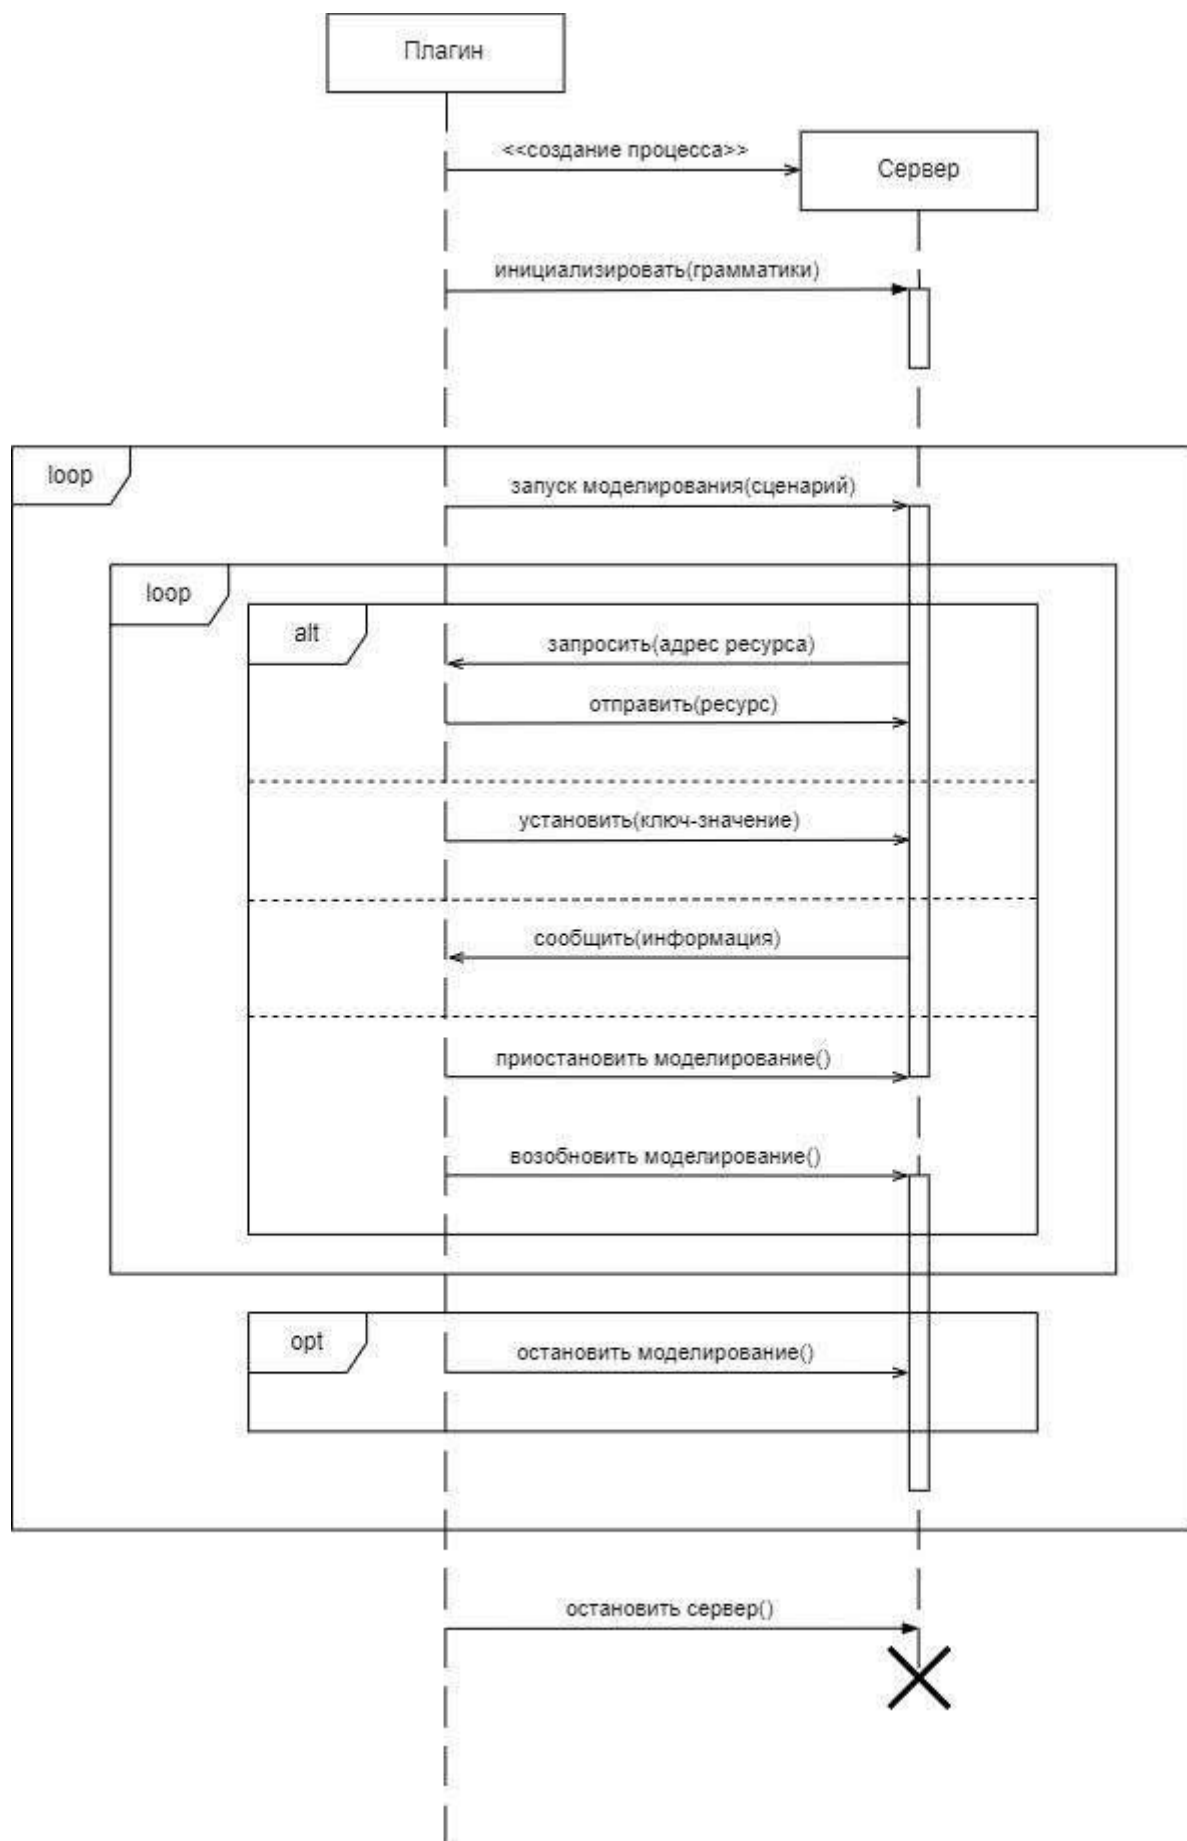 Плагин
<<создание процесса>>
Сервер
инициализировать(грамматики)
loop
запуск моделирования(сценарий)
loop
alt
запросить(адрес ресурса)
отправить(ресурс)
установить(ключ-значение)
сообщить(информация)
приостановить моделирование()
возобновить моделирование()
opt
остановить моделирование()
остановить сервер()